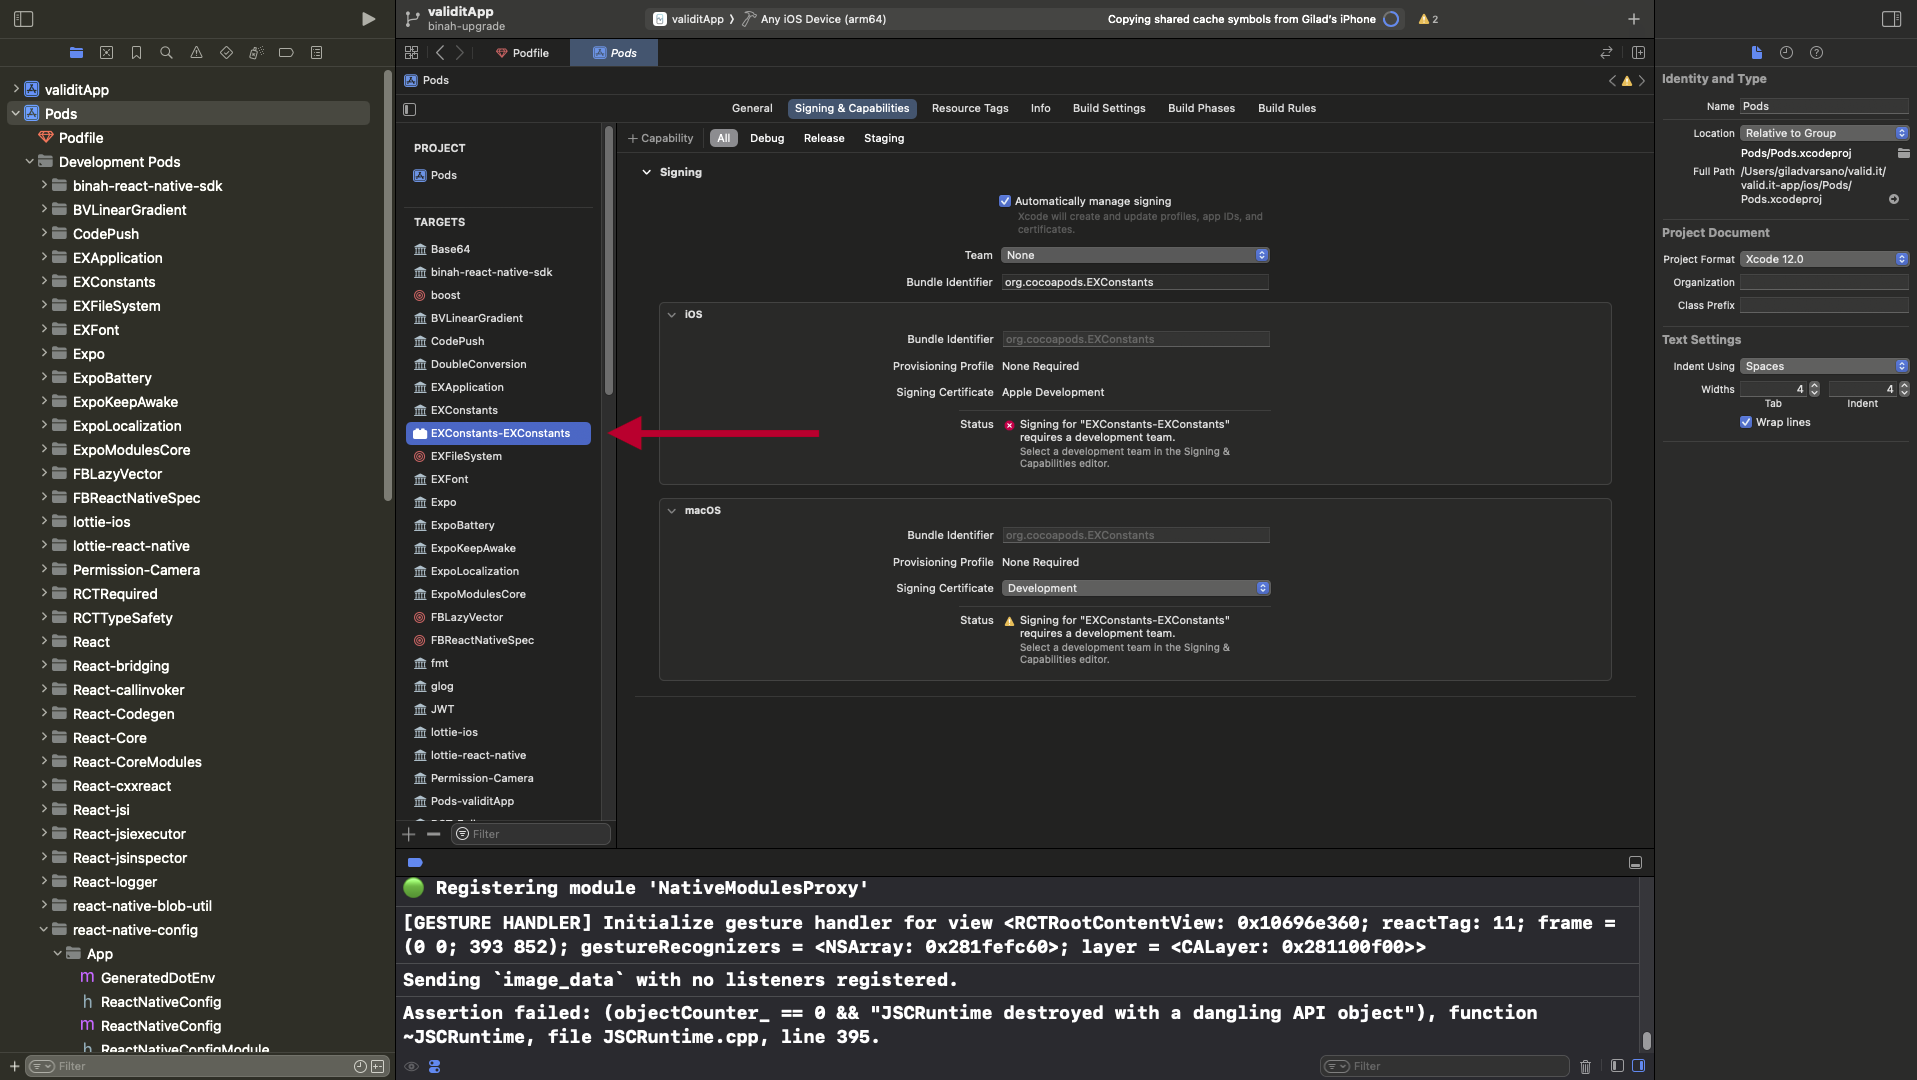 validitApp
binah-upgrade
validitApp
Any iOS Device (arm64)
Copying shared cache symbols from Gilad's iPhone
2
Podfile
Pods
Pods
General
Signing & Capabilities
Resource Tags
Info
Build Settings
Build Phases
Build Rules
validitApp
Pods
Podfile
Development Pods
binah-react-native-sdk
BVLinearGradient
CodePush
EXApplication
EXConstants
EXFileSystem
EXFont
Expo
ExpoBattery
ExpoKeepAwake
ExpoLocalization
ExpoModulesCore
FBLazyVector
FBReactNativeSpec
lottie-ios
lottie-react-native
Permission-Camera
RCTRequired
RCTTypeSafety
React
React-bridging
React-callinvoker
React-Codegen
React-Core
React-CoreModules
React-cxxreact
React-jsi
React-jsiexecutor
React-jsinspector
React-logger
react-native-blob-util
react-native-config
App
m GeneratedDotEnv
h ReactNativeConfig
m ReactNativeConfig
h ReactNativeConfigModule
Filter
PROJECT
Pods
TARGETS
Base64
binah-react-native-sdk
boost
BVLinearGradient
CodePush
DoubleConversion
EXApplication
EXConstants
EXConstants-EXConstants
EXFileSystem
EXFont
Expo
ExpoBattery
ExpoKeepAwake
ExpoLocalization
ExpoModulesCore
FBLazyVector
FBReactNativeSpec
fmt
glog
JWT
lottie-ios
lottie-react-native
Permission-Camera
Pods-validitApp
Filter
+ Capability
All
Debug
Release
Staging
Signing
Automatically manage signing
Xcode will create and update profiles, app IDs, and
certificates.
Team None
Bundle Identifier org.cocoapods.EXConstants
iOS
Bundle Identifier org.cocoapods.EXConstants
Provisioning Profile None Required
Signing Certificate Apple Development
Status Signing for "EXConstants-EXConstants"
requires a development team.
Select a development team in the Signing &
Capabilities editor.
macOS
Bundle Identifier org.cocoapods.EXConstants
Provisioning Profile None Required
Signing Certificate Development
Status Signing for "EXConstants-EXConstants"
requires a development team.
Select a development team in the Signing &
Capabilities editor.
Registering module 'NativeModulesProxy'
[GESTURE HANDLER] Initialize gesture handler for view <RCTRootContentView: 0x10696e360; reactTag: 11; frame =
(0 0; 393 852); gestureRecognizers = <NSArray: 0x281fefc60>; layer = <CALayer: 0x281100f00>>
Sending `image_data` with no listeners registered.
Assertion failed: (objectCounter_ == 0 && "JSCRuntime destroyed with a dangling API object"), function
~JSCRuntime, file JSCRuntime.cpp, line 395.
Filter
Identity and Type
Name Pods
Location Relative to Group
Pods/Pods.xcodeproj
Full Path /Users/giladvarsano/valid.it/
valid.it-app/ios/Pods/
Pods.xcodeproj
Project Document
Project Format Xcode 12.0
Organization
Class Prefix
Text Settings
Indent Using Spaces
Widths 4 4
Tab Indent
Wrap lines